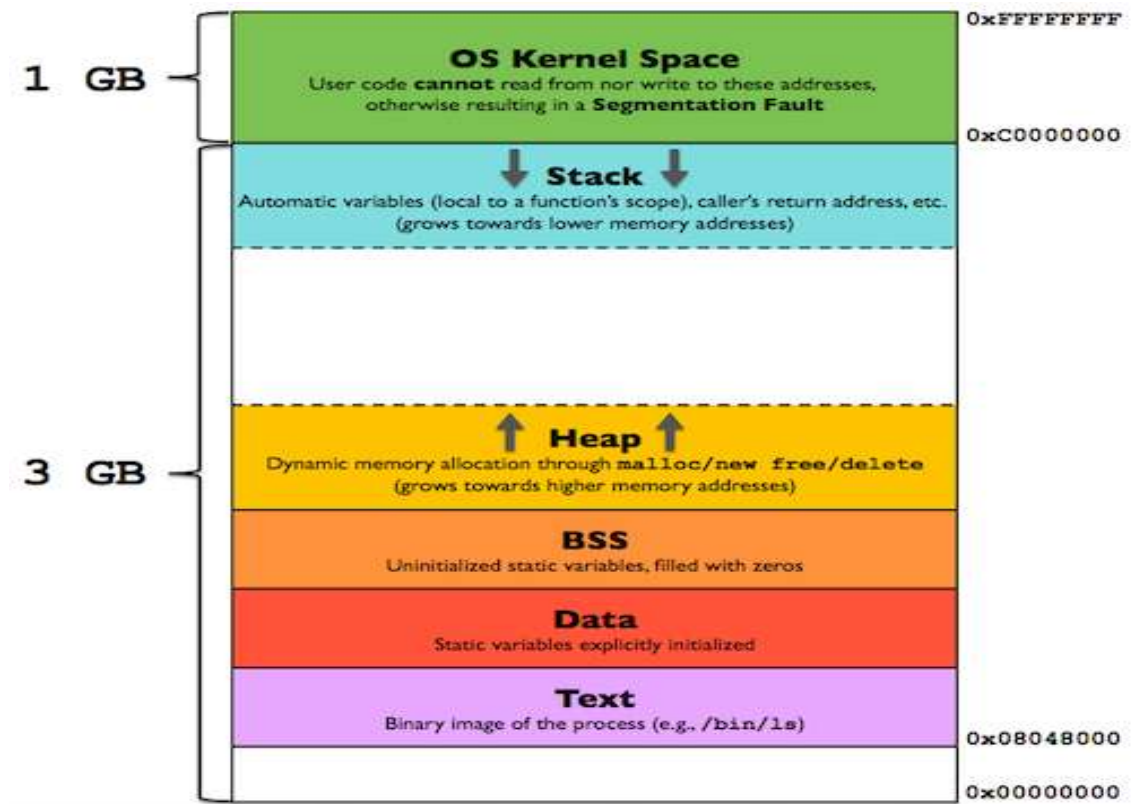 0xFFFFFFFF
1 GB
OS Kernel Space
User code cannot read from nor write to these addresses,
otherwise resulting in a Segmentation Fault
0xC0000000
Stack
Automatic variables (local to a function's scope), caller's return address, etc.
(grows towards lower memory addresses)
Heap
3 GB
Dynamic memory allocation through malloc/new free/delete
(grows towards higher memory addresses)
BSS
Uninitialized static variables, filled with zeros
Data
Static variables explicitly initialized
Text
Binary image of the process (e.g., /bin/ls)
0x08048000
0x00000000